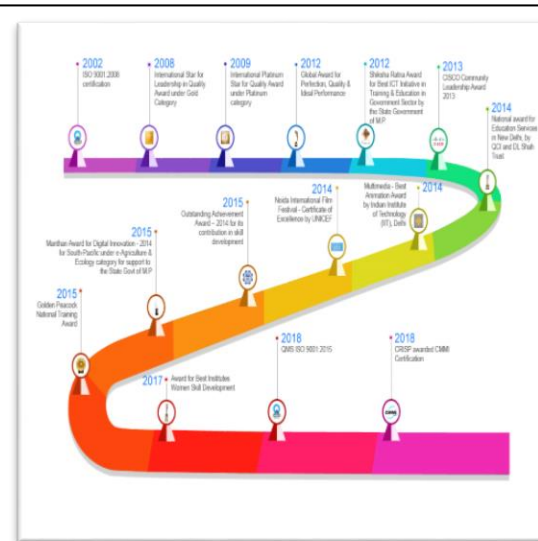 2002
ISO 9001:2008
certification
2008
International Star for
Leadership in Quality
Award under Gold
Category
2009
International Platinum
Star for Quality Award
under Platinum
category
2012
Global Award for
Perfection, Quality &
Ideal Performance
2012
Shiksha Ratna Award
for Best ICT Initiative in
Training & Education in
Government Sector by
the State Government
of M.P
2013
CISCO Community
Leadership Award
2013
2014
National award for
Education Services
in New Delhi, by
QCI and DL Shah
Trust
2014
Multimedia - Best
Animation Award
by Indian Institute
of Technology
(IIT), Delhi
2014
Noida International Film
Festival - Certificate of
Excellence by UNICEF
2015
Outstanding Achievement
Award – 2014 for its
contribution in skill
development
2015
Manthan Award for Digital Innovation - 2014
for South-Pacific under e-Agriculture &
Ecology category for support to
the State Govt of M.P
2015
Golden Peacock
National Training
Award
2017
Award for Best Institutes
Women Skill Development
2018
QMS ISO 9001:2015
2018
CRISP awarded CMMI
Certification